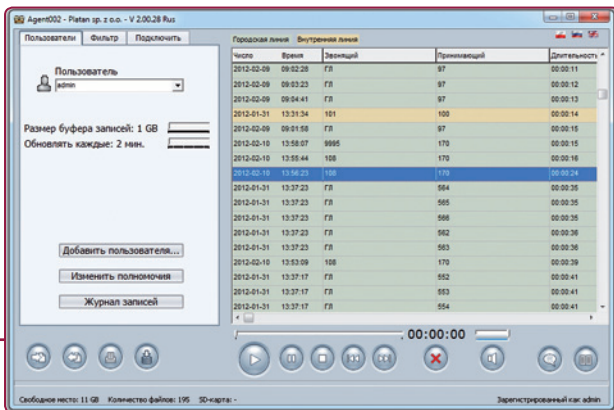 Agent002 - Platan sp. z o.o. - V 2.00.28 Rus
Пользователи Фильтр Подключить
Пользователь
admin
Размер буфера записей: 1 GB
Обновлять каждые: 2 мин.
Добавить пользователя...
Изменить полномочия
Журнал записей
Городская линия Внутренняя линия
Число Время Звонящий Принимающий Длительность
2012-02-09 09:02:28 ГЛ 97 00:00:11
2012-02-09 09:03:23 ГЛ 97 00:00:12
2012-02-09 09:04:41 ГЛ 97 00:00:13
2012-01-31 13:31:34 101 100 00:00:14
2012-02-09 09:01:58 ГЛ 97 00:00:15
2012-02-10 13:58:07 9995 170 00:00:15
2012-02-10 13:55:44 108 170 00:00:16
2012-02-10 13:56:23 108 170 00:00:24
2012-01-31 13:37:23 ГЛ 564 00:00:35
2012-01-31 13:37:23 ГЛ 565 00:00:35
2012-01-31 13:37:23 ГЛ 566 00:00:35
2012-01-31 13:37:23 ГЛ 562 00:00:36
2012-01-31 13:37:23 ГЛ 563 00:00:36
2012-02-10 13:53:09 108 170 00:00:39
2012-01-31 13:37:17 ГЛ 552 00:00:41
2012-01-31 13:37:17 ГЛ 553 00:00:41
2012-01-31 13:37:17 ГЛ 554 00:00:41
00:00:00
Свободное место: 11 GB Количество файлов: 195 SD-карта: -
Зарегистрированный как admin